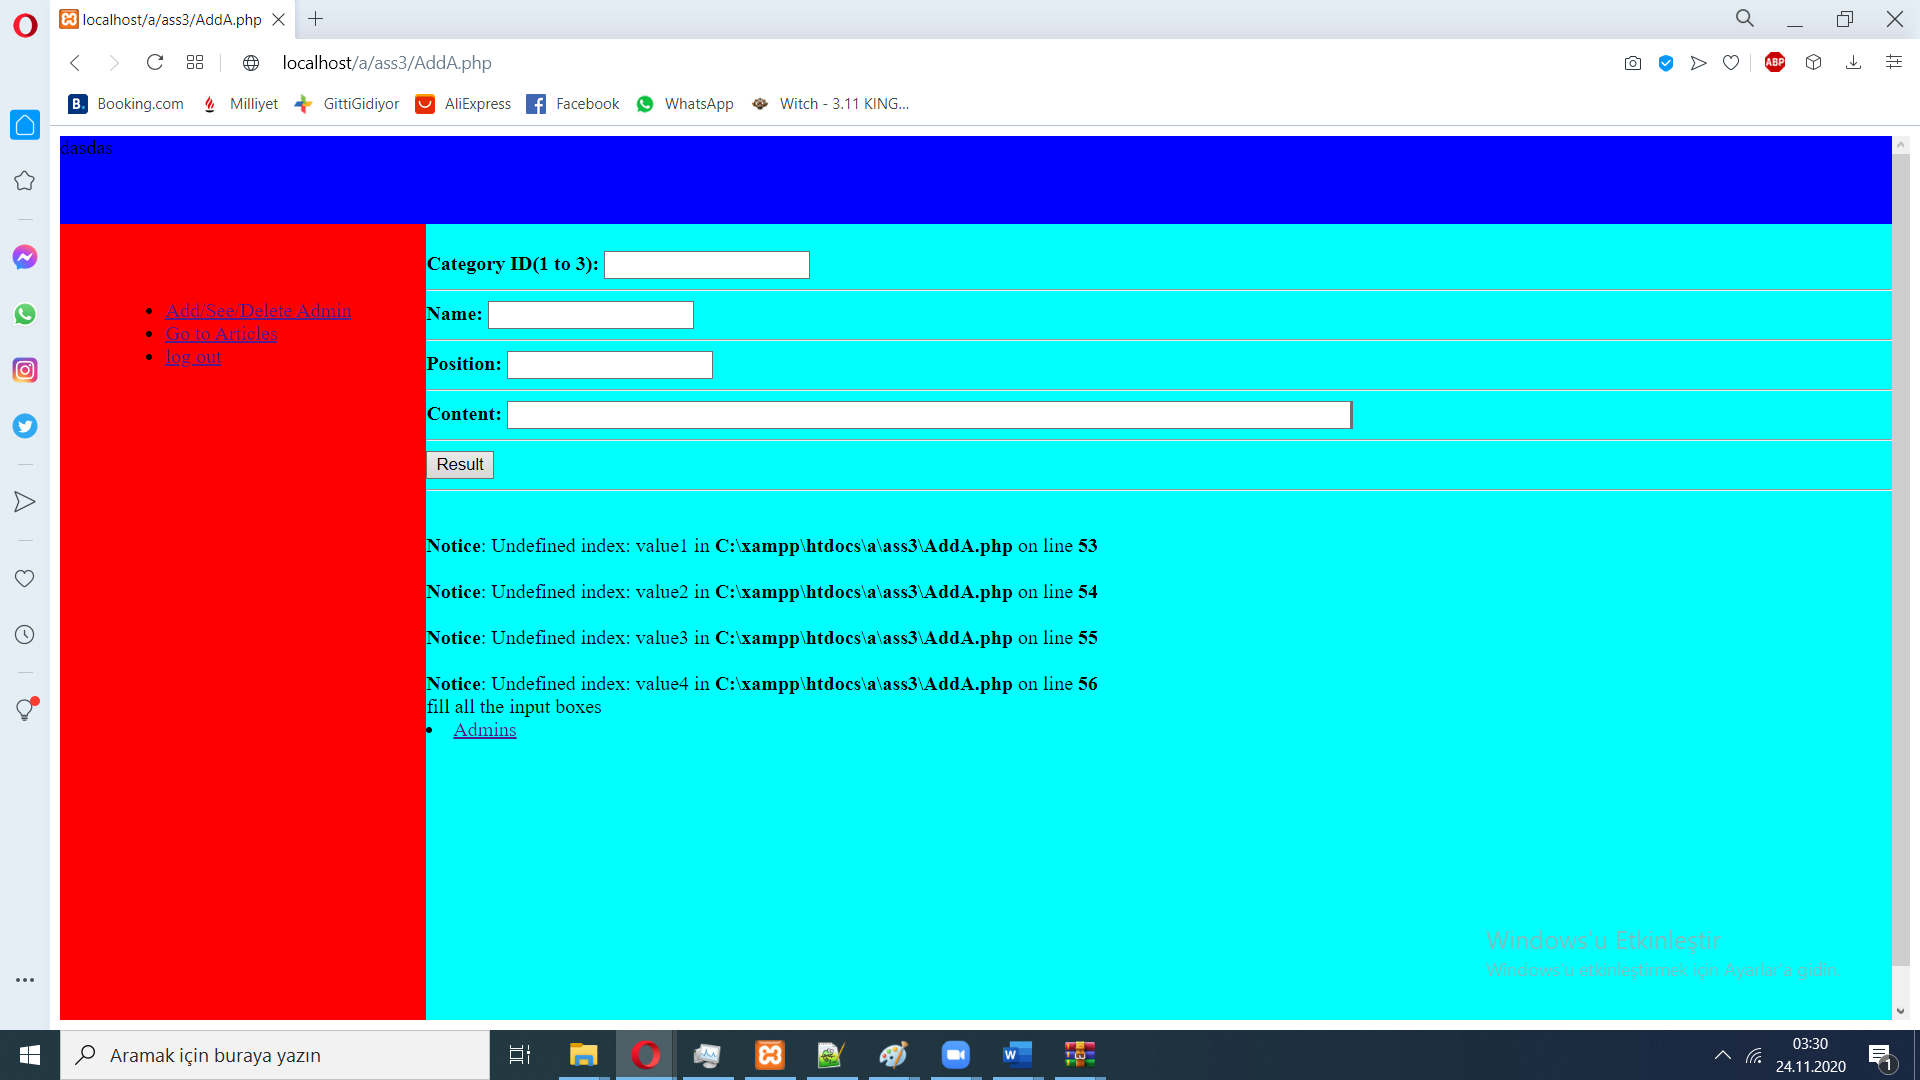 localhost/a/ass3/AddA.php
localhost/a/ass3/AddA.php
ABP
B. Booking.com Milliyet GittiGidiyor AliExpress Facebook WhatsApp Witch - 3.11 KING...
dasdas
Category ID(1 to 3):
Name:
Position:
Content:
Result
Add/See/Delete Admin
Go to Articles
log out
Notice: Undefined index: value1 in C:\xampp\htdocs\a\ass3\AddA.php on line 53
Notice: Undefined index: value2 in C:\xampp\htdocs\a\ass3\AddA.php on line 54
Notice: Undefined index: value3 in C:\xampp\htdocs\a\ass3\AddA.php on line 55
Notice: Undefined index: value4 in C:\xampp\htdocs\a\ass3\AddA.php on line 56
fill all the input boxes
Admins
Windows'u Etkinleştir
Windows'u etkinleştirmek için Ayarlar'a gidin.
Aramak için buraya yazın
W
03:30
24.11.2020
1